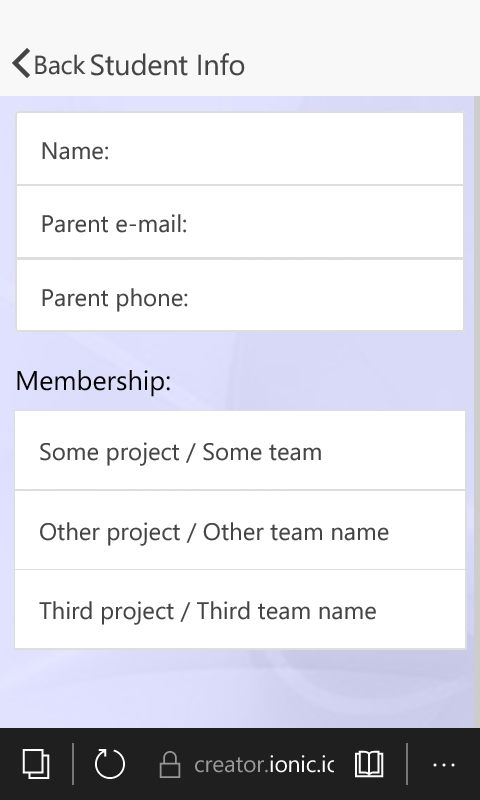 Back Student Info
Name:
Parent e-mail:
Parent phone:
Membership:
Some project / Some team
Other project / Other team name
Third project / Third team name
creator.ionic.ic